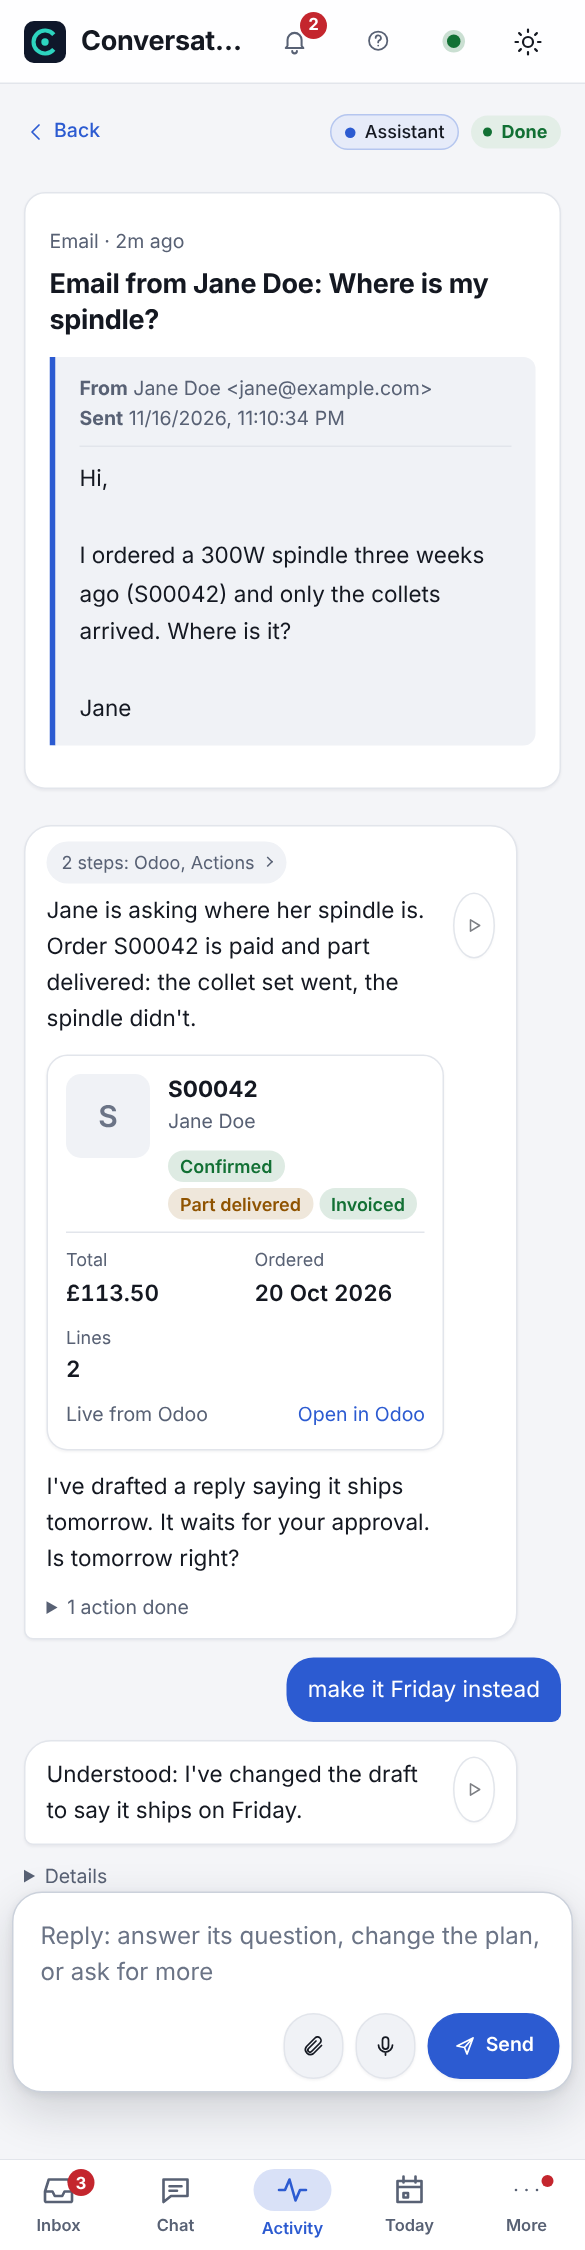 Conversat...
2
Back
Assistant
Done
Email · 2m ago
Email from Jane Doe: Where is my
spindle?
From Jane Doe <jane@example.com>
Sent 11/16/2026, 11:10:34 PM
Hi,
I ordered a 300W spindle three weeks
ago (S00042) and only the collets
arrived. Where is it?
Jane
2 steps: Odoo, Actions
Jane is asking where her spindle is.
Order S00042 is paid and part
delivered: the collet set went, the
spindle didn't.
S
S00042
Jane Doe
Confirmed
Part delivered
Invoiced
Total
Ordered
£113.50
20 Oct 2026
Lines
2
Live from Odoo
Open in Odoo
I've drafted a reply saying it ships
tomorrow. It waits for your approval.
Is tomorrow right?
1 action done
make it Friday instead
Understood: I've changed the draft
to say it ships on Friday.
Details
Reply: answer its question, change the plan,
or ask for more
Send
3
Inbox
Chat
Activity
Today
More